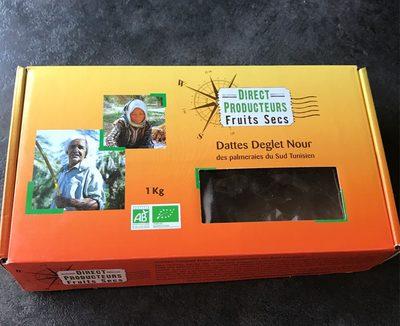 DIRECT
PRODUCTEURS
Fruits Secs
Dattes Deglet Nour
des palmeraies du Sud Tunisien
1 Kg
AB
DIRECT
PRODUCTEURS
Fruits Secs